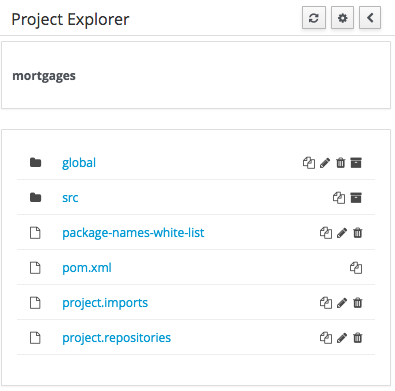 Project Explorer
mortgages
global
src
package-names-white-list
pom.xml
project.imports
project.repositories